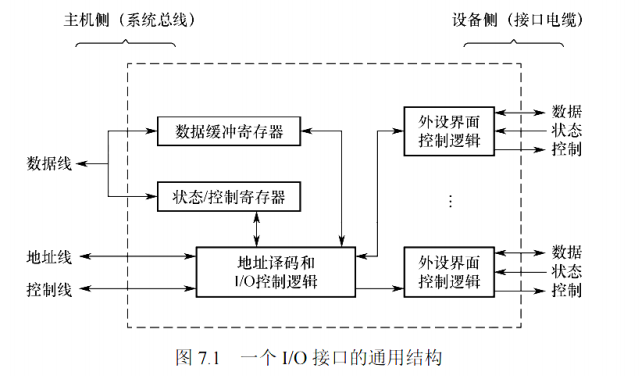 主机侧（系统总线）
设备侧（接口电缆）
数据缓冲寄存器
外设界面
控制逻辑
数据
状态
控制
数据线
状态/控制寄存器
⋮
地址线
控制线
地址译码和
I/O控制逻辑
外设界面
控制逻辑
数据
状态
控制
图 7.1 一个 I/O 接口的通用结构